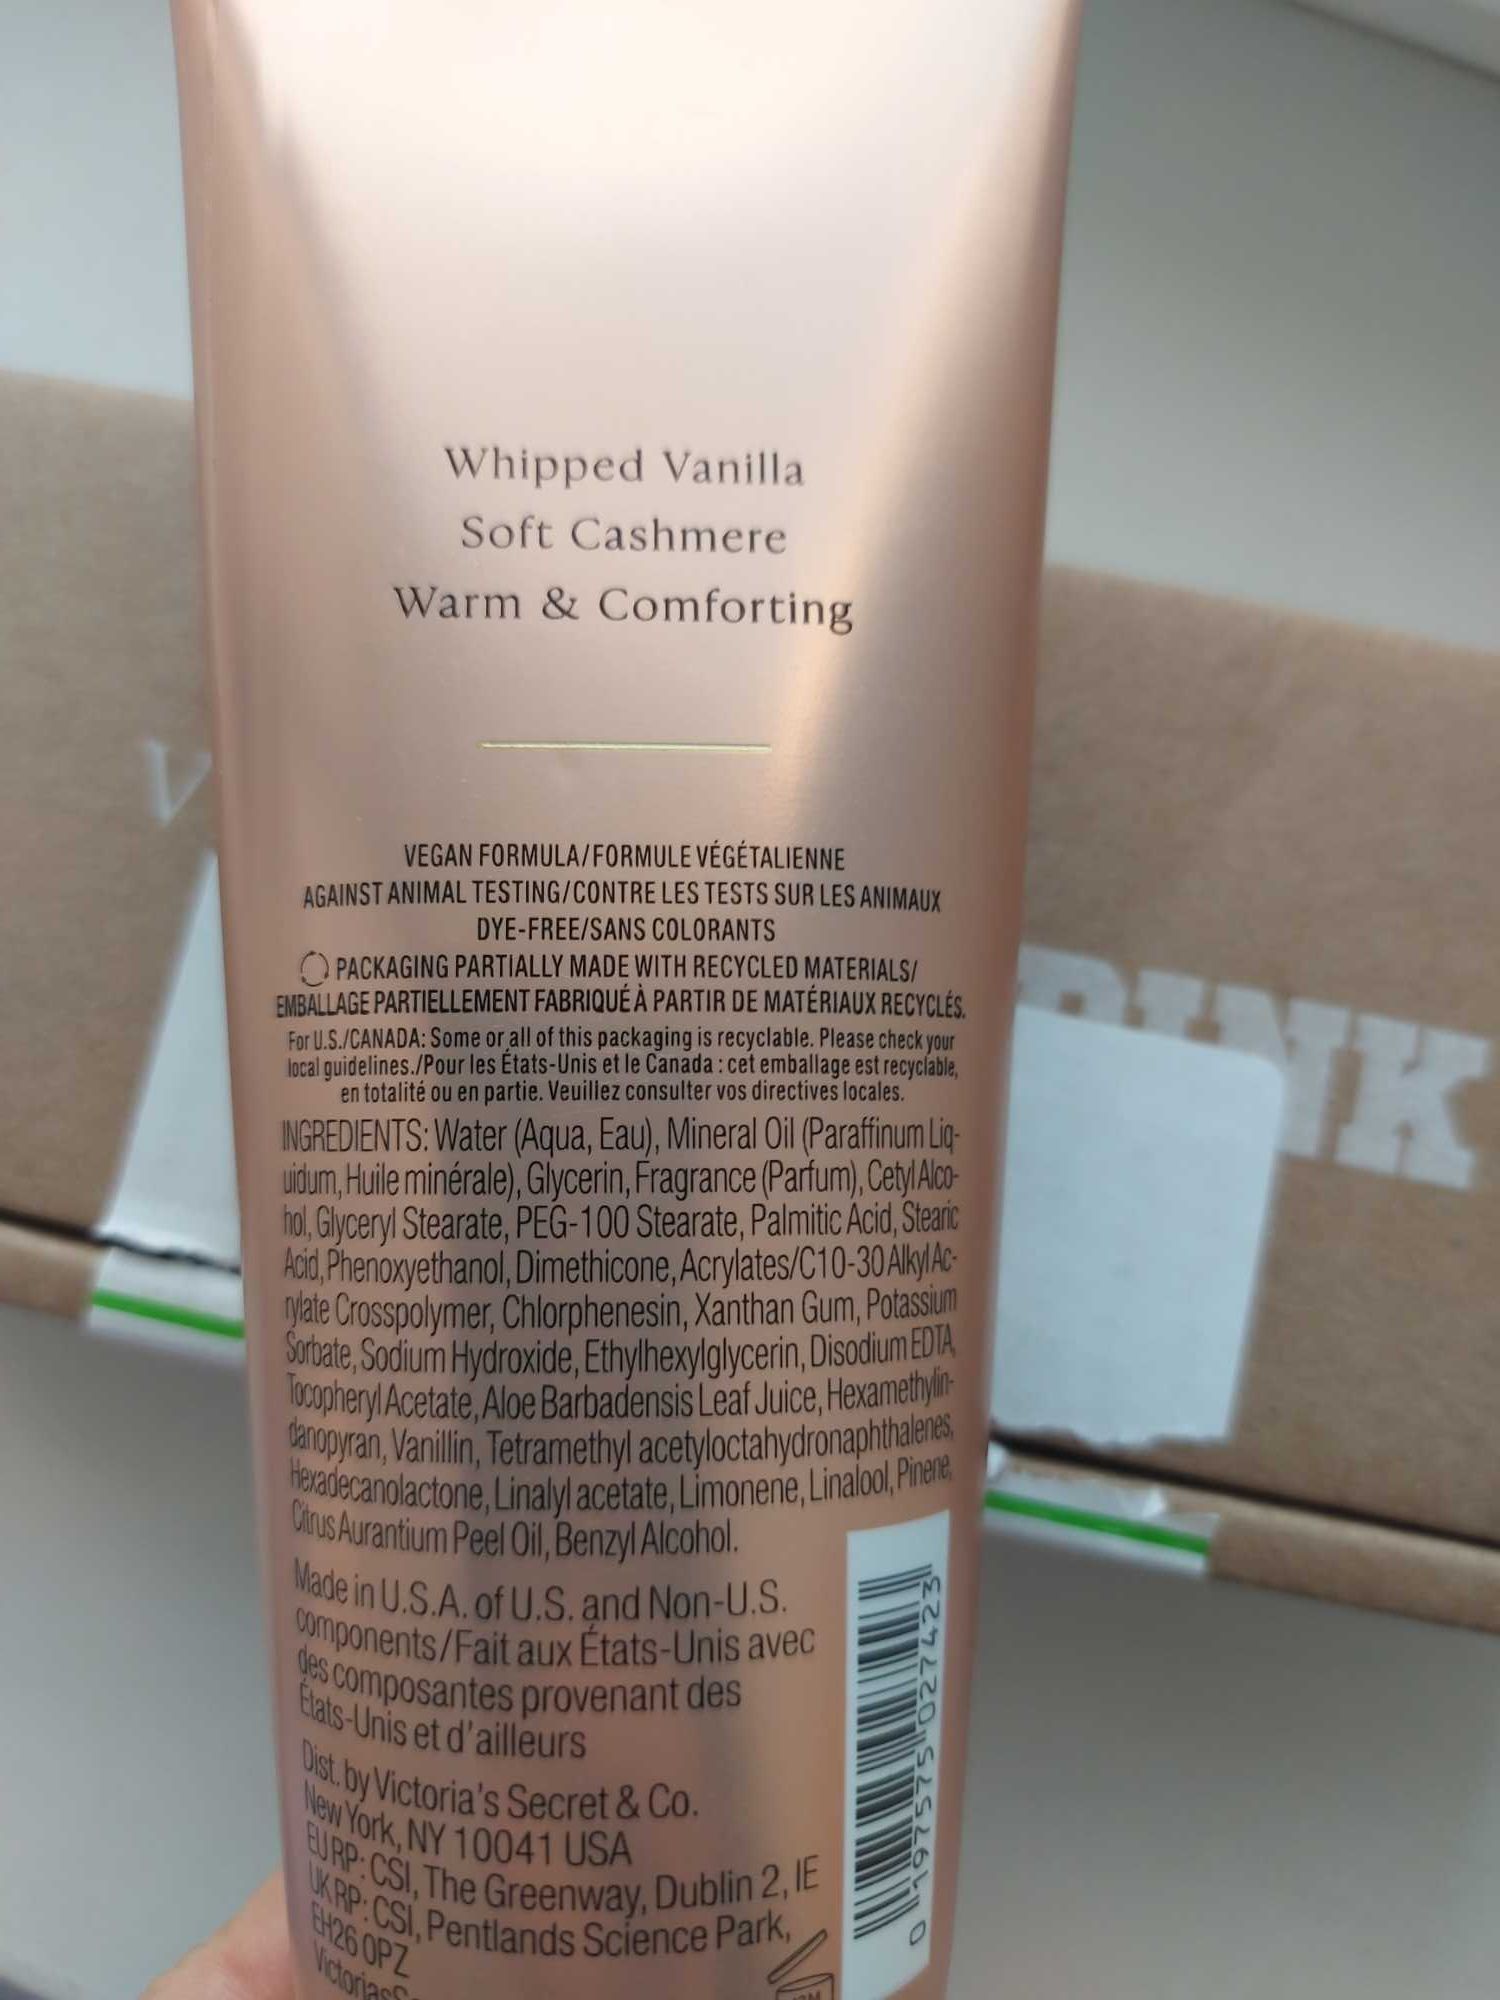 Whipped Vanilla
Soft Cashmere
Warm & Comforting
VEGAN FORMULA/FORMULE VÉGÉTALIENNE
AGAINST ANIMAL TESTING/CONTRE LES TESTS SUR LES ANIMAUX
DYE-FREE/SANS COLORANTS
PACKAGING PARTIALLY MADE WITH RECYCLED MATERIALS/
EMBALLAGE PARTIELLEMENT FABRIQUÉ À PARTIR DE MATÉRIAUX RECYCLÉS.
For U.S./CANADA: Some or all of this packaging is recyclable. Please check your
local guidelines./Pour les États-Unis et le Canada : cet emballage est recyclable,
en totalité ou en partie. Veuillez consulter vos directives locales.
INGREDIENTS: Water (Aqua, Eau), Mineral Oil (Paraffinum Liq-
uidum, Huile minérale), Glycerin, Fragrance (Parfum), Cetyl Alco-
hol, Glyceryl Stearate, PEG-100 Stearate, Palmitic Acid, Stearic
Acid, Phenoxyethanol, Dimethicone, Acrylates/C10-30 Alkyl Ac-
rylate Crosspolymer, Chlorphenesin, Xanthan Gum, Potassium
Sorbate, Sodium Hydroxide, Ethylhexylglycerin, Disodium EDTA,
Tocopheryl Acetate, Aloe Barbadensis Leaf Juice, Hexamethylin-
danopyran, Vanillin, Tetramethyl acetyloctahydronaphthalenes,
Hexadecanolactone, Linalyl acetate, Limonene, Linalool, Pinene,
Citrus Aurantium Peel Oil, Benzyl Alcohol.
Made in U.S.A. of U.S. and Non-U.S.
components/Fait aux États-Unis avec
des composantes provenant des
États-Unis et d'ailleurs
Dist. by Victoria's Secret & Co.
New York, NY 10041 USA
EU RP: CSI, The Greenway, Dublin 2, IE
UK RP: CSI, Pentlands Science Park,
EH26 0PZ
0 197575 027423
12M
V
PINK